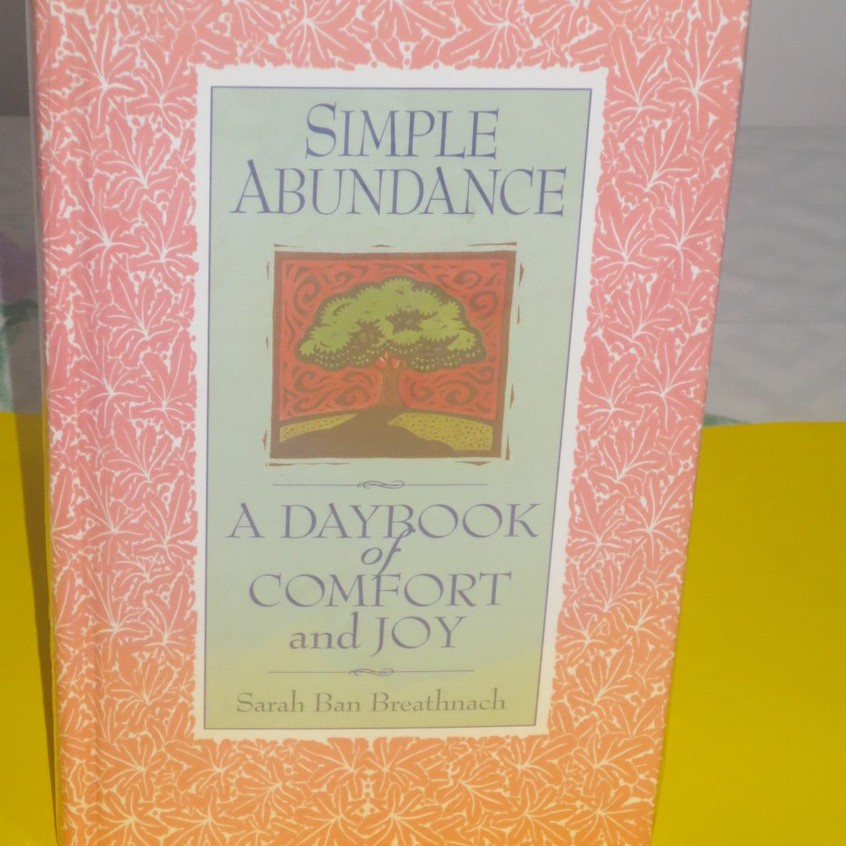 SIMPLE
ABUNDANCE
A DAYBOOK
of
COMFORT
and JOY
Sarah Ban Breathnach